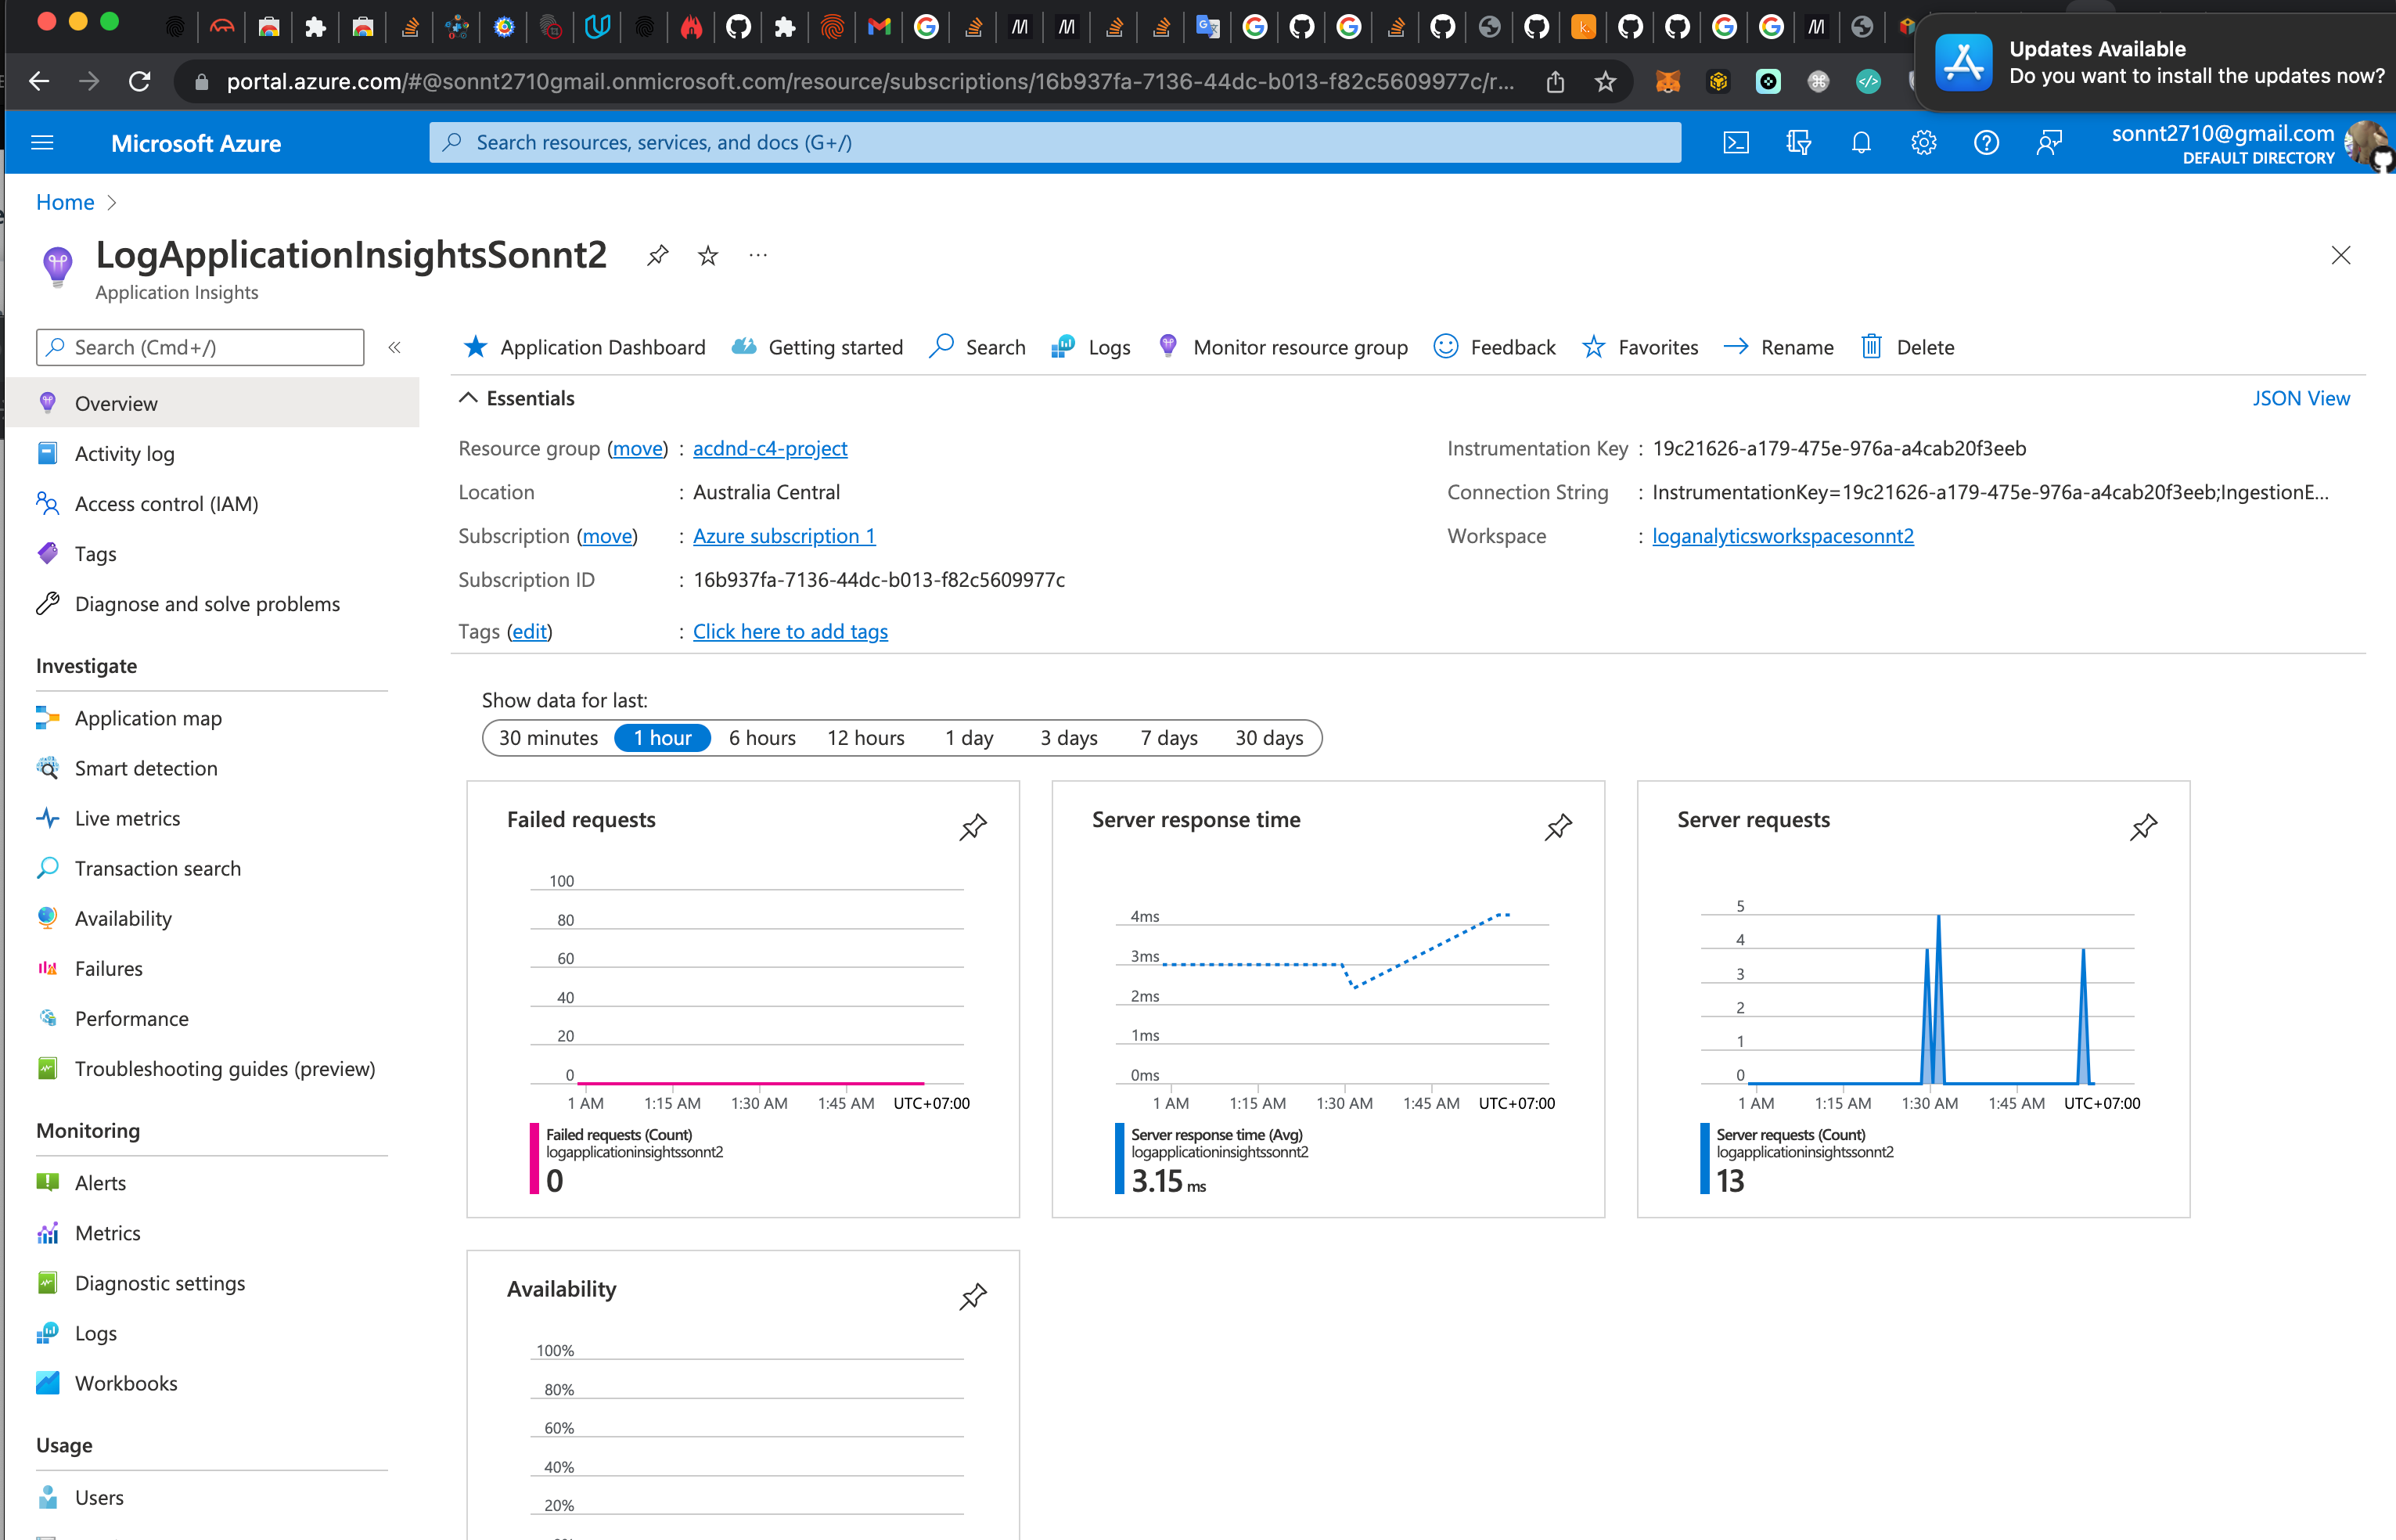 Updates Available
Do you want to install the updates now?
portal.azure.com/#@sonnt2710gmail.onmicrosoft.com/resource/subscriptions/16b937fa-7136-44dc-b013-f82c5609977c/r...
Microsoft Azure
Search resources, services, and docs (G+/)
sonnt2710@gmail.com
DEFAULT DIRECTORY
Home
LogApplicationInsightsSonnt2
Application Insights
Search (Cmd+/)
Application Dashboard
Getting started
Search
Logs
Monitor resource group
Feedback
Favorites
Rename
Delete
Overview
Activity log
Access control (IAM)
Tags
Diagnose and solve problems
Investigate
Application map
Smart detection
Live metrics
Transaction search
Availability
Failures
Performance
Troubleshooting guides (preview)
Monitoring
Alerts
Metrics
Diagnostic settings
Logs
Workbooks
Usage
Users
Essentials
JSON View
Resource group (move) : acdnd-c4-project
Location : Australia Central
Subscription (move) : Azure subscription 1
Subscription ID : 16b937fa-7136-44dc-b013-f82c5609977c
Tags (edit) : Click here to add tags
Instrumentation Key : 19c21626-a179-475e-976a-a4cab20f3eeb
Connection String : InstrumentationKey=19c21626-a179-475e-976a-a4cab20f3eeb;IngestionE...
Workspace : loganalyticsworkspacesonnt2
Show data for last:
30 minutes 1 hour 6 hours 12 hours 1 day 3 days 7 days 30 days
Failed requests
100
80
60
40
20
0
1 AM 1:15 AM 1:30 AM 1:45 AM UTC+07:00
Failed requests (Count)
logapplicationinsightssonnt2
0
Server response time
4ms
3ms
2ms
1ms
0ms
1 AM 1:15 AM 1:30 AM 1:45 AM UTC+07:00
Server response time (Avg)
logapplicationinsightssonnt2
3.15 ms
Server requests
5
4
3
2
1
0
1 AM 1:15 AM 1:30 AM 1:45 AM UTC+07:00
Server requests (Count)
logapplicationinsightssonnt2
13
Availability
100%
80%
60%
40%
20%